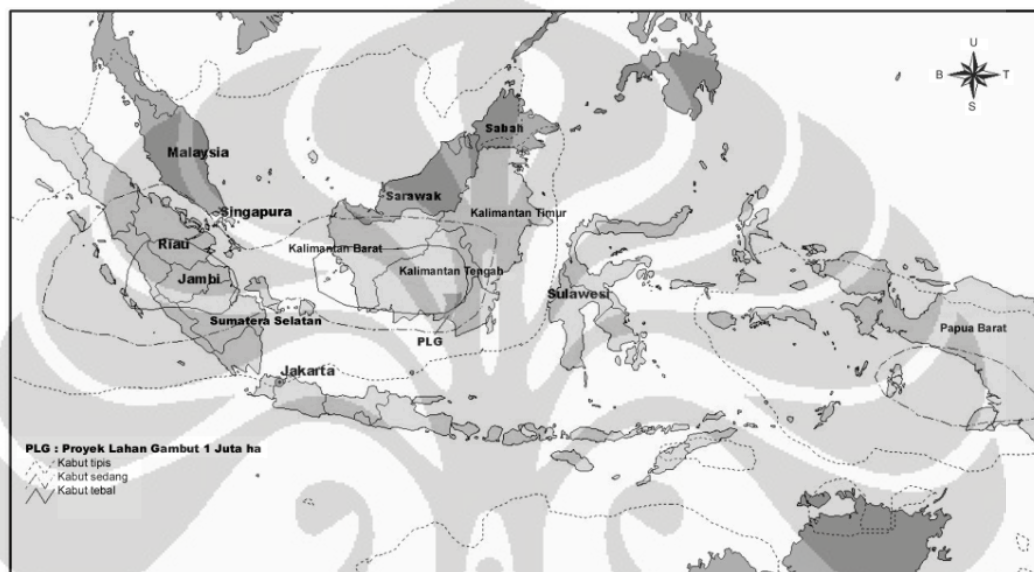 U
B T
S
Sabah
Malaysia
Sarawak
Singapura
Kalimantan Timur
Riau
Kalimantan Barat
Kalimantan Tengah
Jambi
Sulawesi
Sumatera Selatan
Papua Barat
PLG
Jakarta
PLG : Proyek Lahan Gambut 1 Juta ha
Kabut tipis
Kabut sedang
Kabut tebal